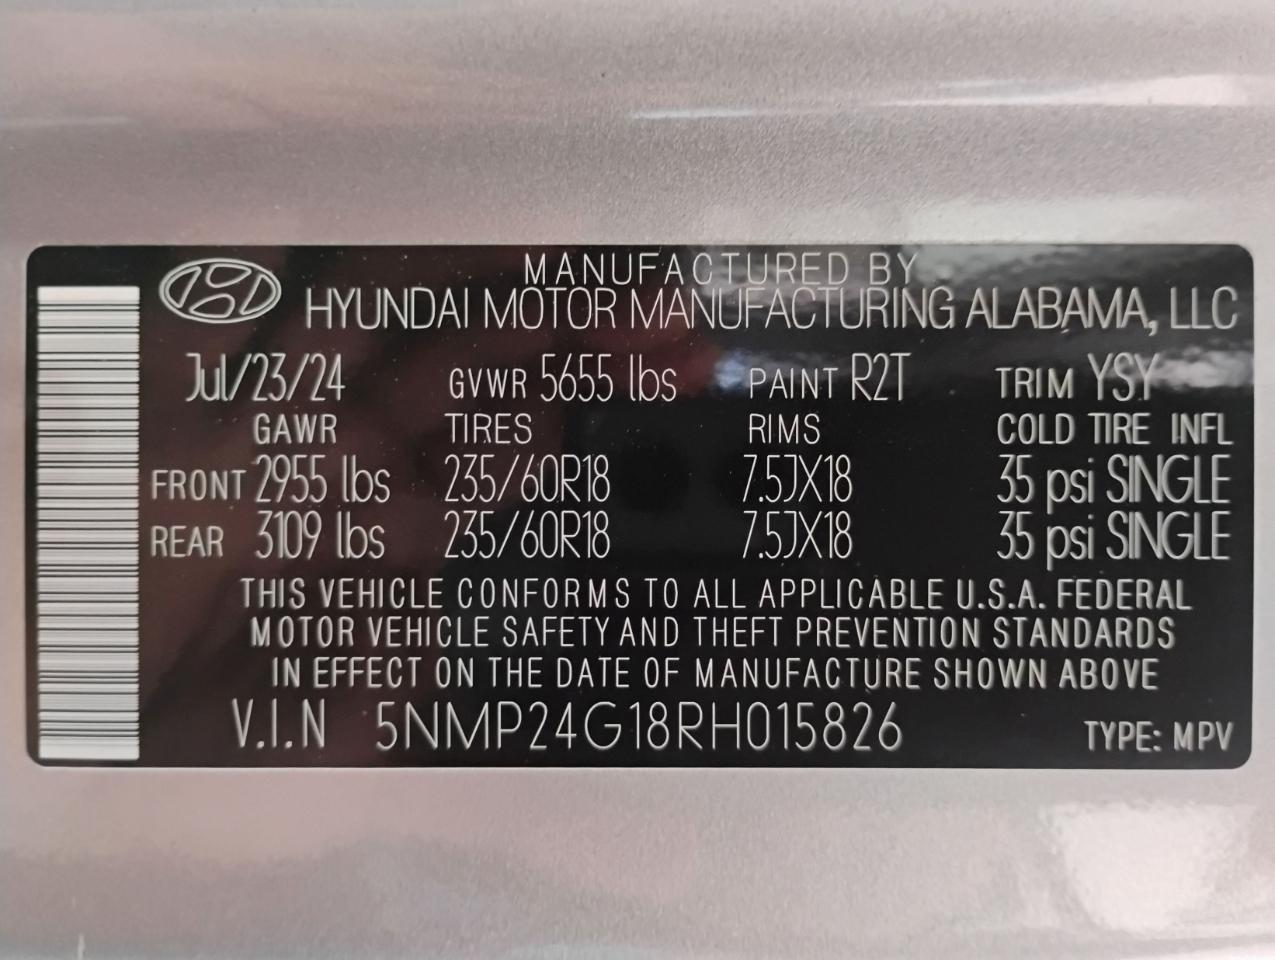 MANUFACTURED BY
HYUNDAI MOTOR MANUFACTURING ALABAMA, LLC
Jul/23/24 GVWR 5655 lbs PAINT R2T TRIM YSY
GAWR TIRES RIMS COLD TIRE INFL
FRONT 2955 lbs 235/60R18 7.5JX18 35 psi SINGLE
REAR 3109 lbs 235/60R18 7.5JX18 35 psi SINGLE
THIS VEHICLE CONFORMS TO ALL APPLICABLE U.S.A. FEDERAL
MOTOR VEHICLE SAFETY AND THEFT PREVENTION STANDARDS
IN EFFECT ON THE DATE OF MANUFACTURE SHOWN ABOVE
V.I.N 5NMP24G18RH015826 TYPE: MPV